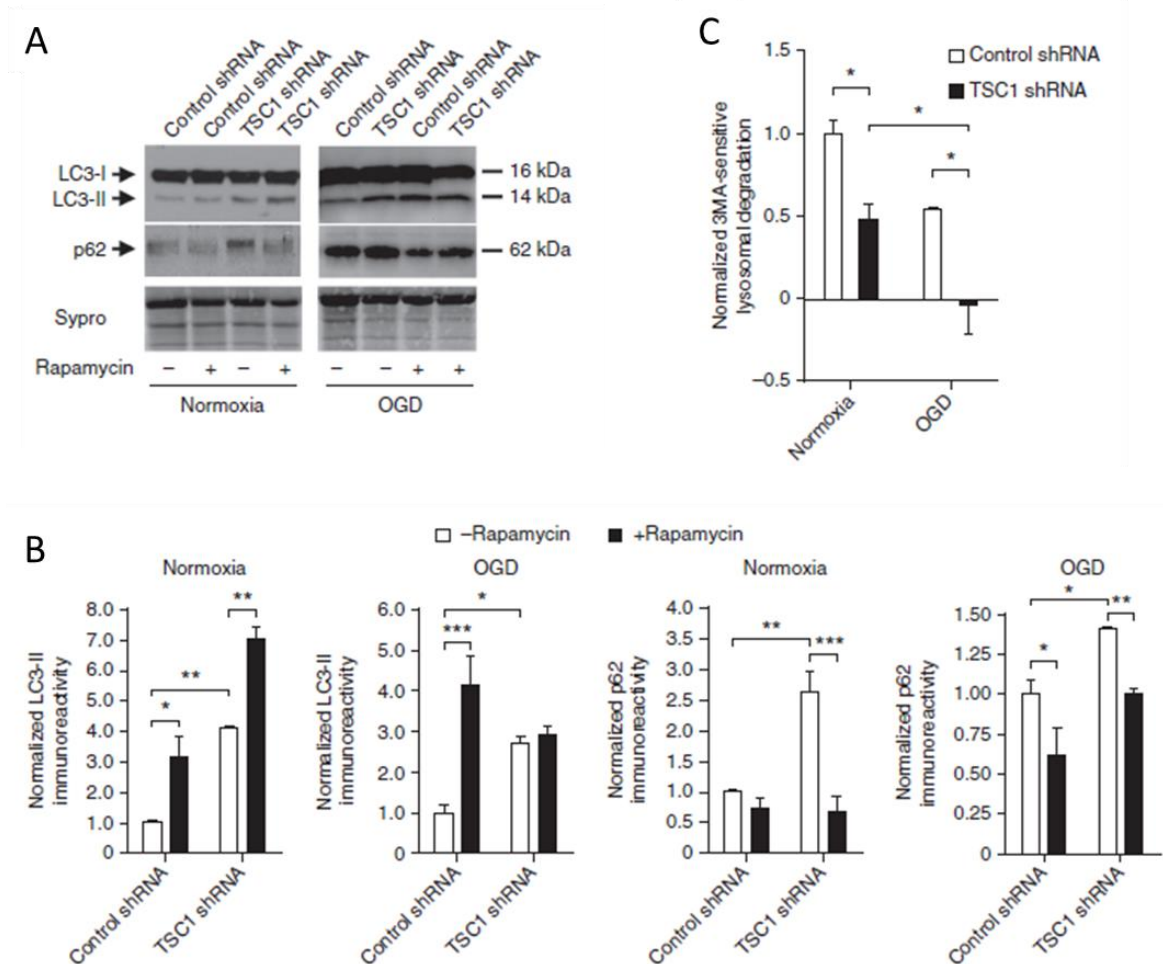 A
Control shRNA
Control shRNA
TSC1 shRNA
TSC1 shRNA
Control shRNA
TSC1 shRNA
Control shRNA
TSC1 shRNA
LC3-I
16 kDa
LC3-II
14 kDa
p62
62 kDa
Sypro
Rapamycin
– + – + – – + +
Normoxia
OGD
C
Control shRNA
TSC1 shRNA
Normalized 3MA-sensitive
lysosomal degradation
1.5
1.0
0.5
0
–0.5
*
*
*
Normoxia
OGD
B
–Rapamycin
+Rapamycin
Normoxia
Normalized LC3-II
immunoreactivity
8.0
7.0
6.0
5.0
4.0
3.0
2.0
1.0
0
**
**
*
Control shRNA
TSC1 shRNA
OGD
Normalized LC3-II
immunoreactivity
6.0
5.0
4.0
3.0
2.0
1.0
0
*
***
Control shRNA
TSC1 shRNA
Normoxia
Normalized p62
immunoreactivity
4.0
3.5
3.0
2.5
2.0
1.5
1.0
0.5
0
**
***
Control shRNA
TSC1 shRNA
OGD
Normalized p62
immunoreactivity
1.50
1.25
1.00
0.75
0.50
0.25
0
*
**
*
Control shRNA
TSC1 shRNA